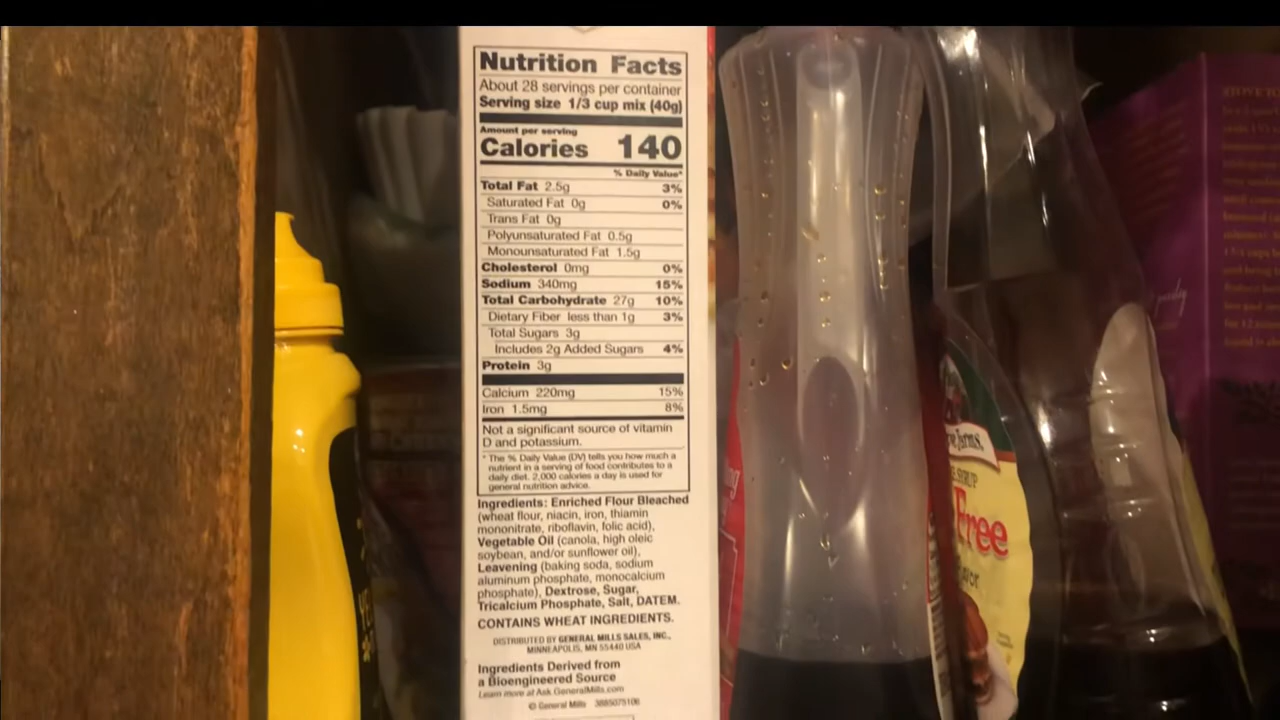 Nutrition Facts
About 28 servings per container
Serving size 1/3 cup mix (40g)
Amount per serving
Calories 140
% Daily Value*
Total Fat 2.5g 3%
Saturated Fat 0g 0%
Trans Fat 0g
Polyunsaturated Fat 0.5g
Monounsaturated Fat 1.5g
Cholesterol 0mg 0%
Sodium 340mg 15%
Total Carbohydrate 27g 10%
Dietary Fiber less than 1g 3%
Total Sugars 3g
Includes 2g Added Sugars 4%
Protein 3g
Calcium 220mg 15%
Iron 1.5mg 8%
Not a significant source of vitamin
D and potassium.
* The % Daily Value (DV) tells you how much a
nutrient in a serving of food contributes to a
daily diet. 2,000 calories a day is used for
general nutrition advice.
Ingredients: Enriched Flour Bleached
(wheat flour, niacin, iron, thiamin
mononitrate, riboflavin, folic acid),
Vegetable Oil (canola, high oleic
soybean, and/or sunflower oil),
Leavening (baking soda, sodium
aluminum phosphate, monocalcium
phosphate), Dextrose, Sugar,
Tricalcium Phosphate, Salt, DATEM.
CONTAINS WHEAT INGREDIENTS.
DISTRIBUTED BY GENERAL MILLS SALES, INC.,
MINNEAPOLIS, MN 55440 USA
Ingredients Derived from
a Bioengineered Source
Learn more at Ask.GeneralMills.com
© General Mills 3885075106
Free